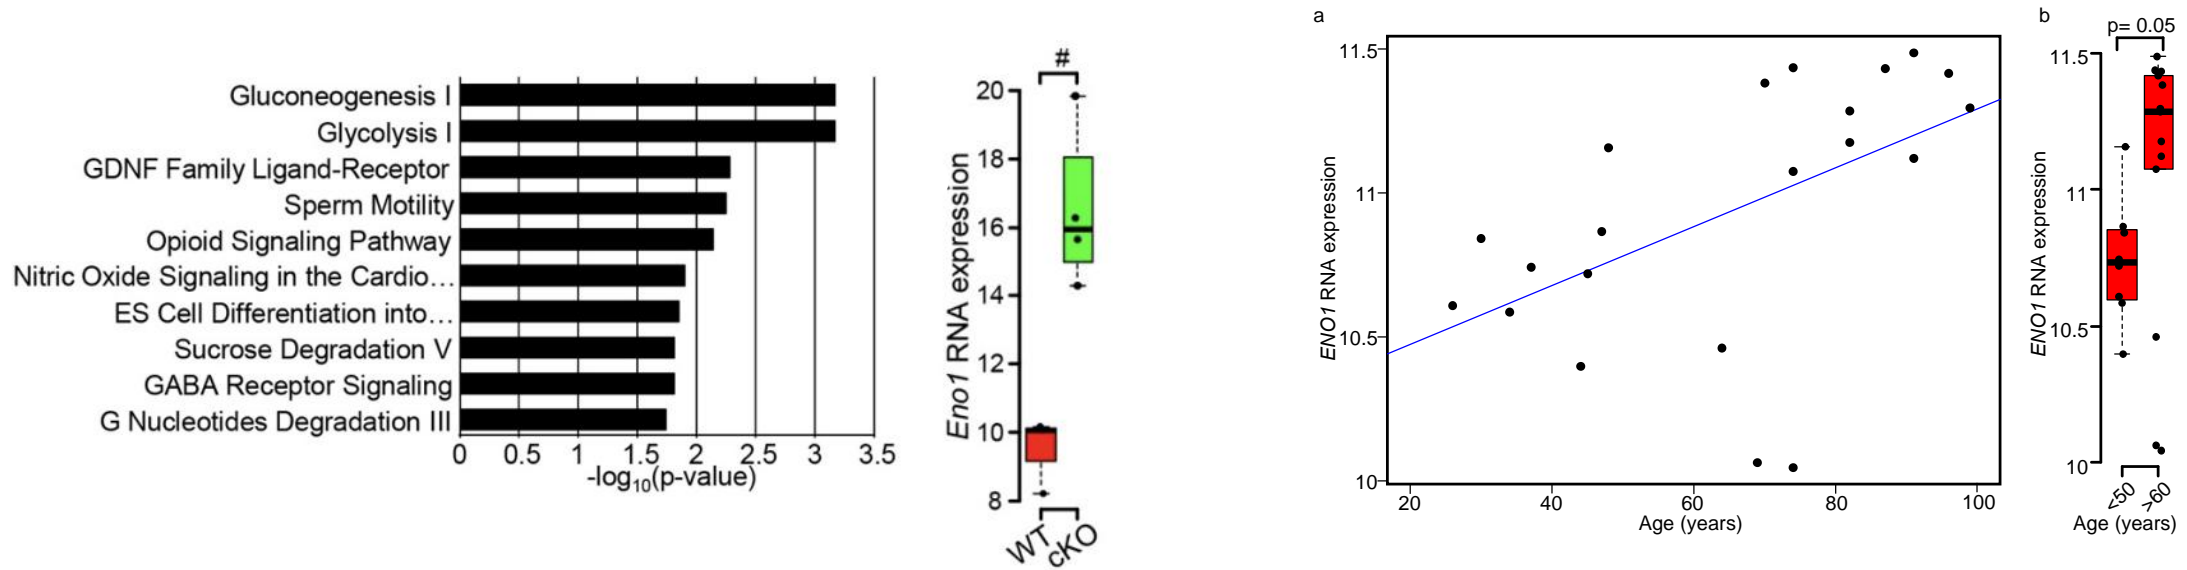 Gluconeogenesis I
Glycolysis I
GDNF Family Ligand-Receptor
Sperm Motility
Opioid Signaling Pathway
Nitric Oxide Signaling in the Cardio…
ES Cell Differentiation into…
Sucrose Degradation V
GABA Receptor Signaling
G Nucleotides Degradation III
0 0.5 1 1.5 2 2.5 3 3.5
-log10(p-value)
#
Eno1 RNA expression
20
18
16
14
12
10
8
WT cKO
a
ENO1 RNA expression
11.5
11
10.5
10
20 40 60 80 100
Age (years)
b
p= 0.05
ENO1 RNA expression
11.5
11
10.5
10
<50 >60
Age (years)